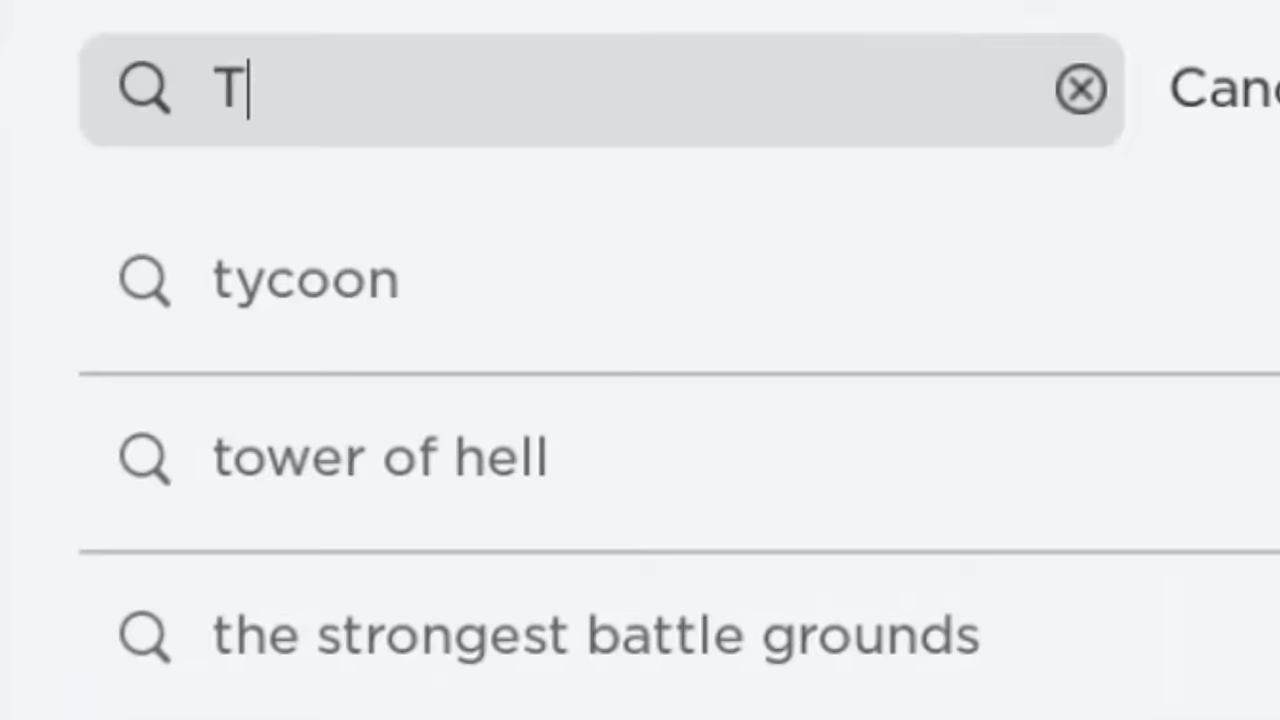 T
Canc
tycoon
tower of hell
the strongest battle grounds